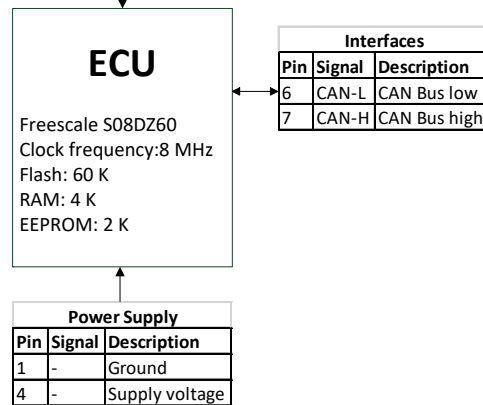 ECU
Freescale S08DZ60
Clock frequency:8 MHz
Flash: 60 K
RAM: 4 K
EEPROM: 2 K
Interfaces
Pin Signal Description
6 CAN-L CAN Bus low
7 CAN-H CAN Bus high
Power Supply
Pin Signal Description
1 - Ground
4 - Supply voltage